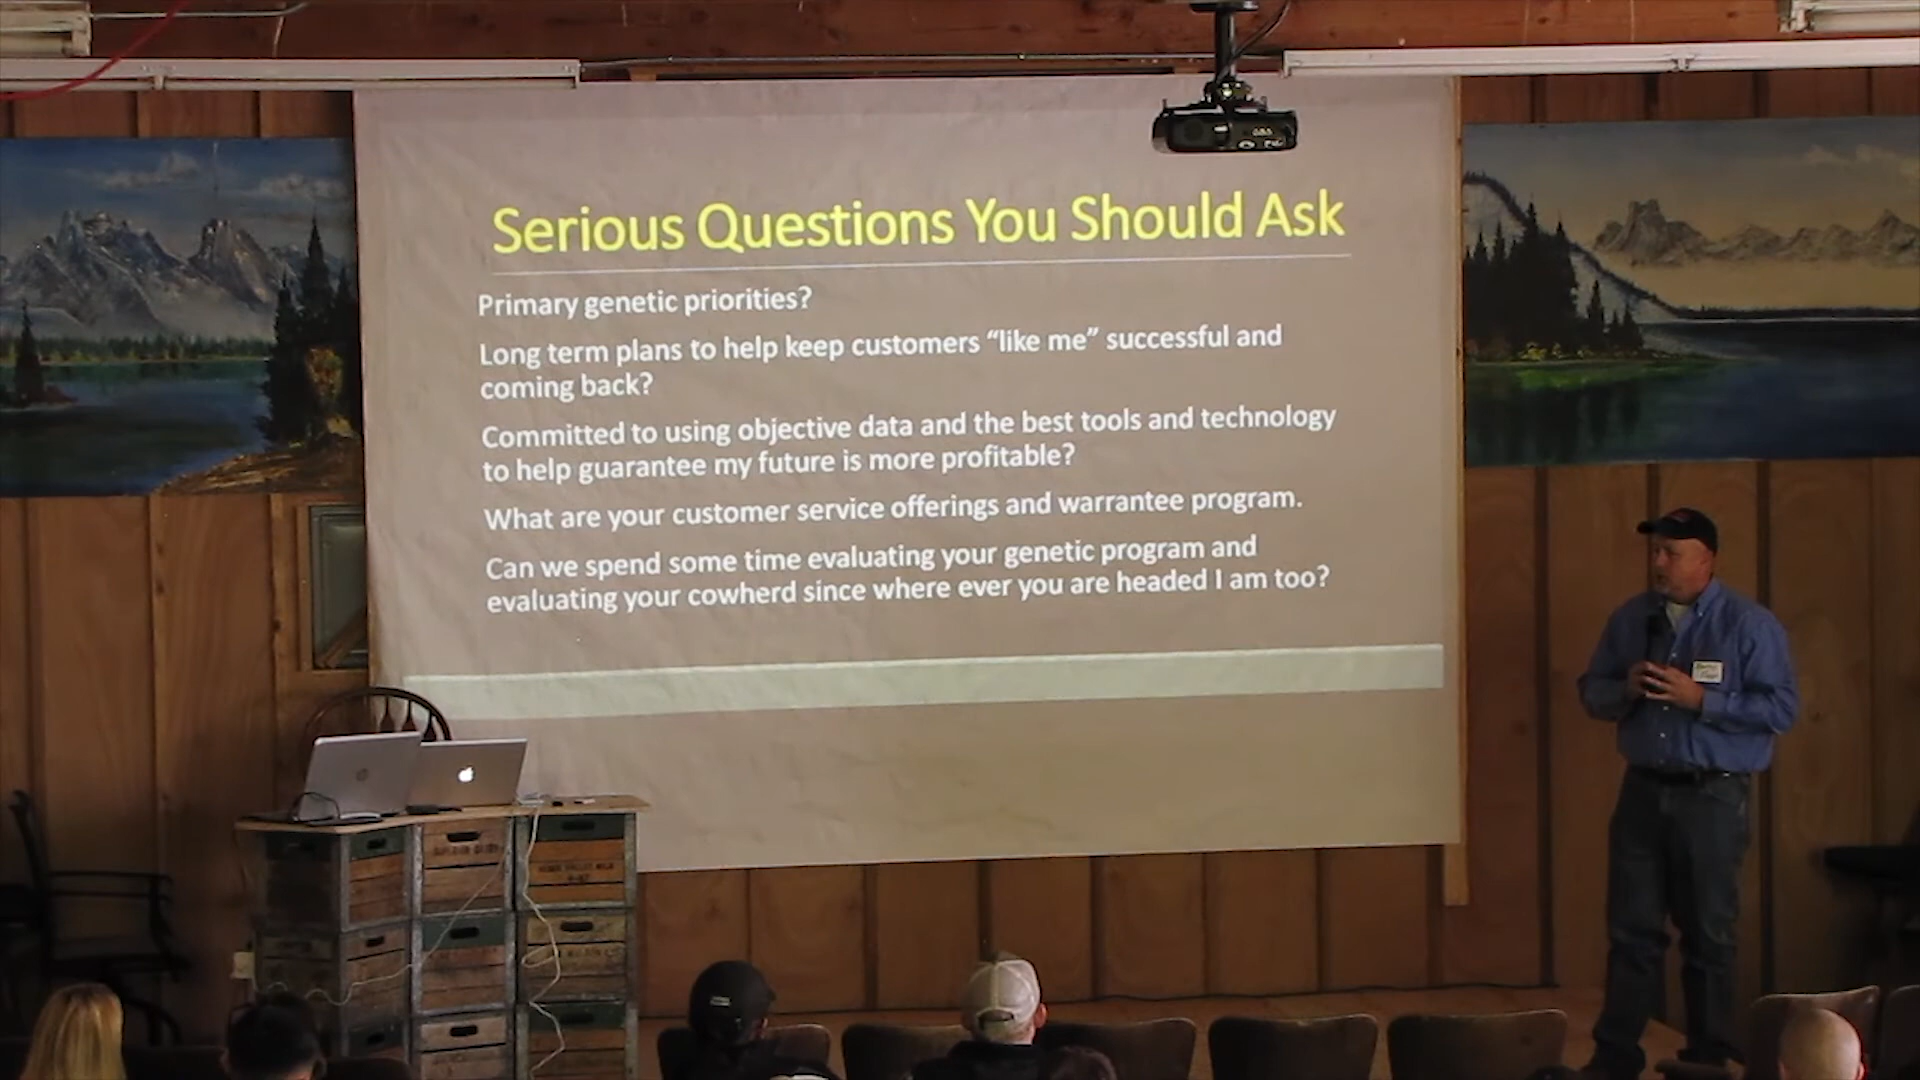 Serious Questions You Should Ask
Primary genetic priorities?
Long term plans to help keep customers “like me” successful and
coming back?
Committed to using objective data and the best tools and technology
to help guarantee my future is more profitable?
What are your customer service offerings and warrantee program.
Can we spend some time evaluating your genetic program and
evaluating your cowherd since where ever you are headed I am too?